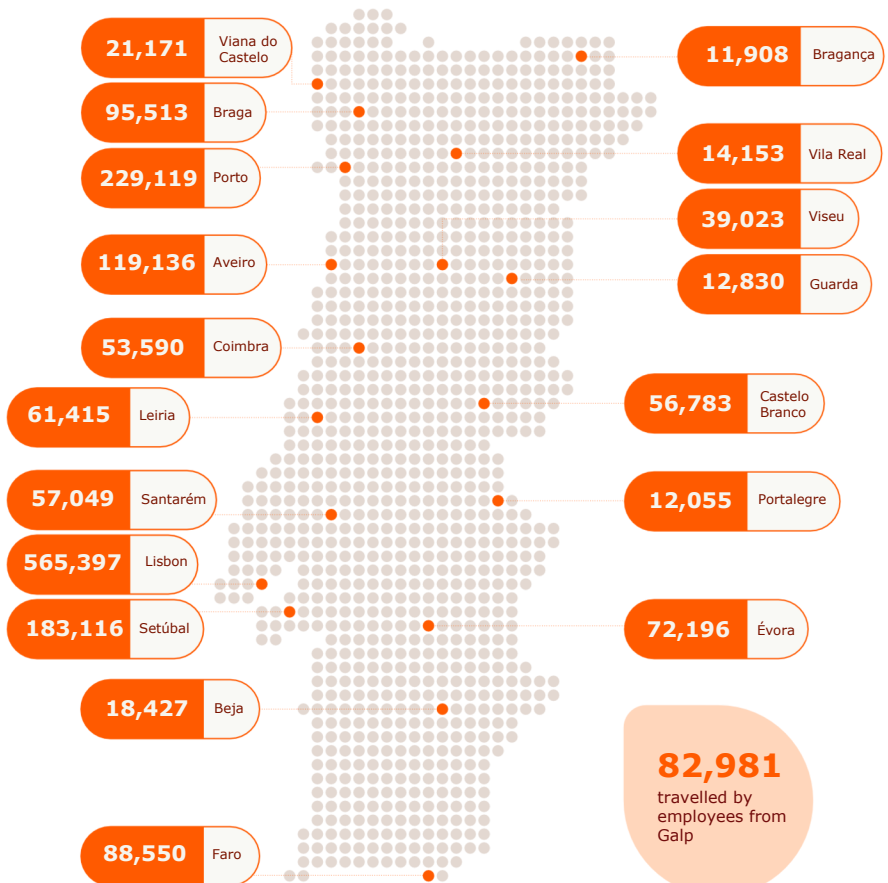 21,171
Viana do
Castelo
95,513
Braga
229,119
Porto
119,136
Aveiro
53,590
Coimbra
61,415
Leiria
57,049
Santarém
565,397
Lisbon
183,116
Setúbal
18,427
Beja
88,550
Faro
11,908
Bragança
14,153
Vila Real
39,023
Viseu
12,830
Guarda
56,783
Castelo
Branco
12,055
Portalegre
72,196
Évora
82,981
travelled by
employees from
Galp